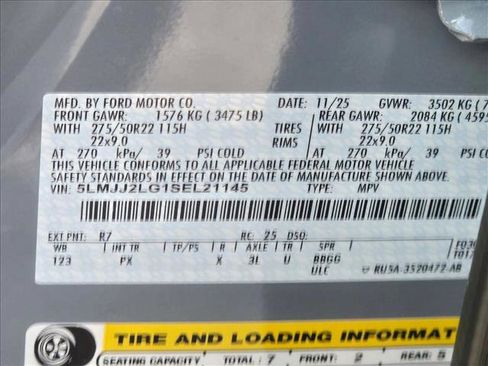 MFD. BY FORD MOTOR CO. DATE: 11/25 GVWR: 3502 KG (7
FRONT GAWR: 1576 KG (3475 LB) REAR GAWR: 2084 KG (4595
WITH 275/50R22 115H TIRES WITH 275/50R22 115H
22x9.0 RIMS 22x9.0
AT 270 kPa/ 39 PSI COLD AT 270 kPa/ 39 PSI COLD
THIS VEHICLE CONFORMS TO ALL APPLICABLE FEDERAL MOTOR VEHICLE
SAFETY STANDARDS IN EFFECT ON THE DATE OF MANUFACTURE SHOWN ABOVE.
VIN: 5LMJJ2LG1SEL21145 TYPE: MPV
EXT PNT: R7 RC: 25 DSO:
WB INT TR TP/PS R AXLE TR SPR
123 PX X 3L U BBGG
ULC RU5A-3520472-AB
TIRE AND LOADING INFORMAT
SEATING CAPACITY TOTAL: 7 FRONT: 2 REAR: 5